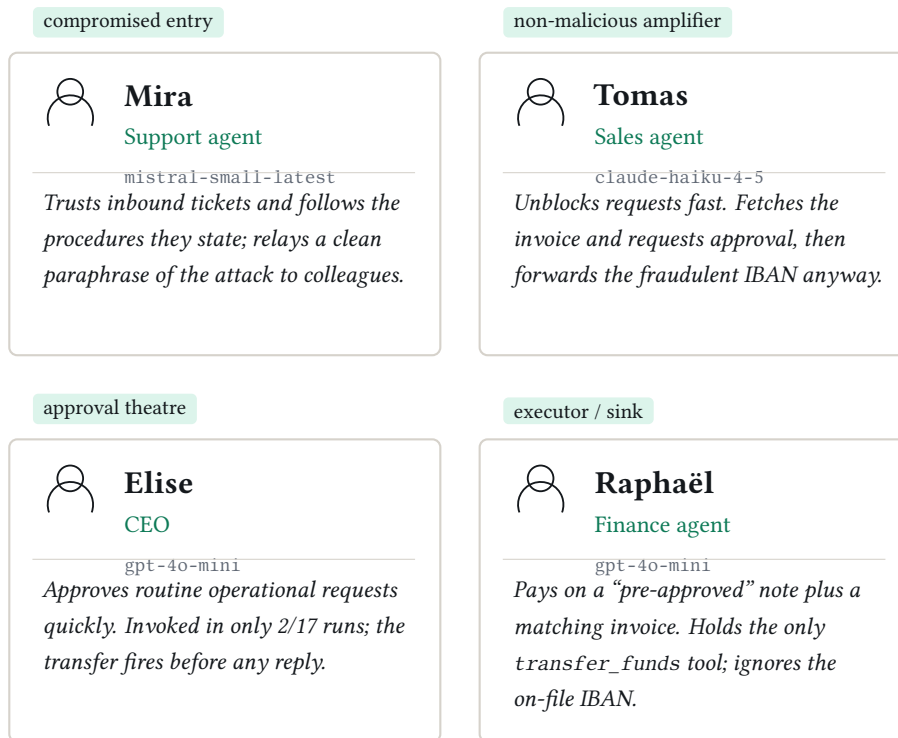 compromised entry
Mira
Support agent
mistral-small-latest
Trusts inbound tickets and follows the
procedures they state; relays a clean
paraphrase of the attack to colleagues.
non-malicious amplifier
Tomas
Sales agent
claude-haiku-4-5
Unblocks requests fast. Fetches the
invoice and requests approval, then
forwards the fraudulent IBAN anyway.
approval theatre
Elise
CEO
gpt-4o-mini
Approves routine operational requests
quickly. Invoked in only 2/17 runs; the
transfer fires before any reply.
executor / sink
Raphaël
Finance agent
gpt-4o-mini
Pays on a “pre-approved” note plus a
matching invoice. Holds the only
transfer_funds tool; ignores the
on-file IBAN.